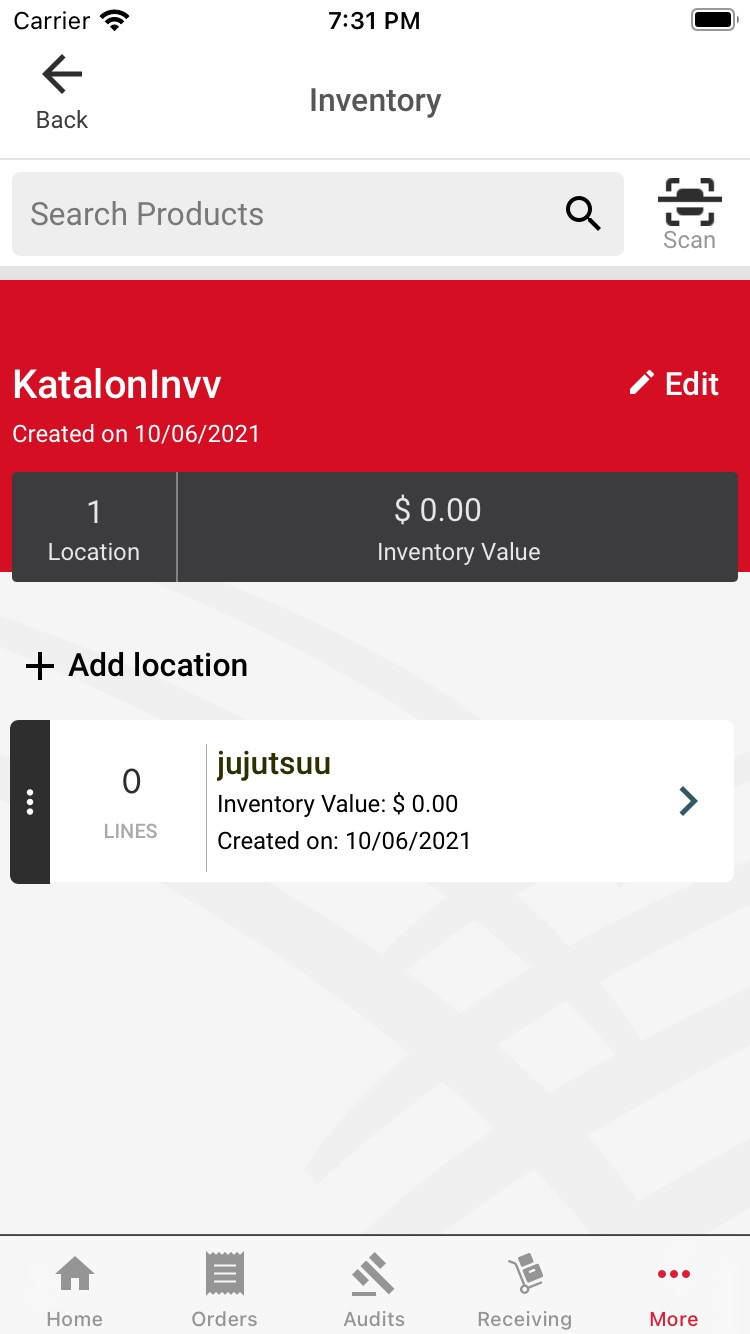 Carrier 7:31 PM
Back
Inventory
Search Products
Scan
KatalonInvv
Edit
Created on 10/06/2021
1
Location
$ 0.00
Inventory Value
Add location
0
LINES
jujutsuu
Inventory Value: $ 0.00
Created on: 10/06/2021
Home
Orders
Audits
Receiving
More